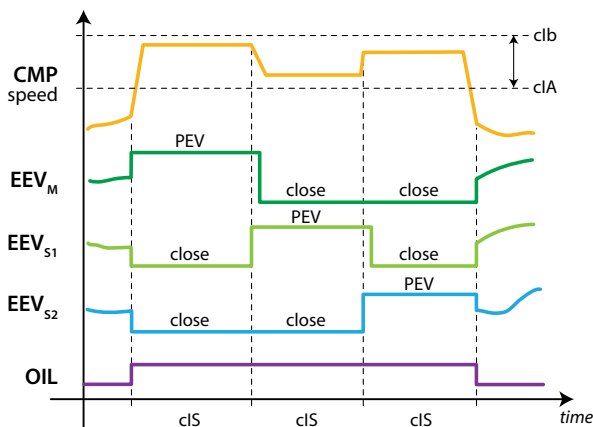 clb
CMP
speed
clA
PEV
EEVM
close close
PEV
EEVS1
close close
PEV
EEVS2
close close
OIL
clS clS clS
time